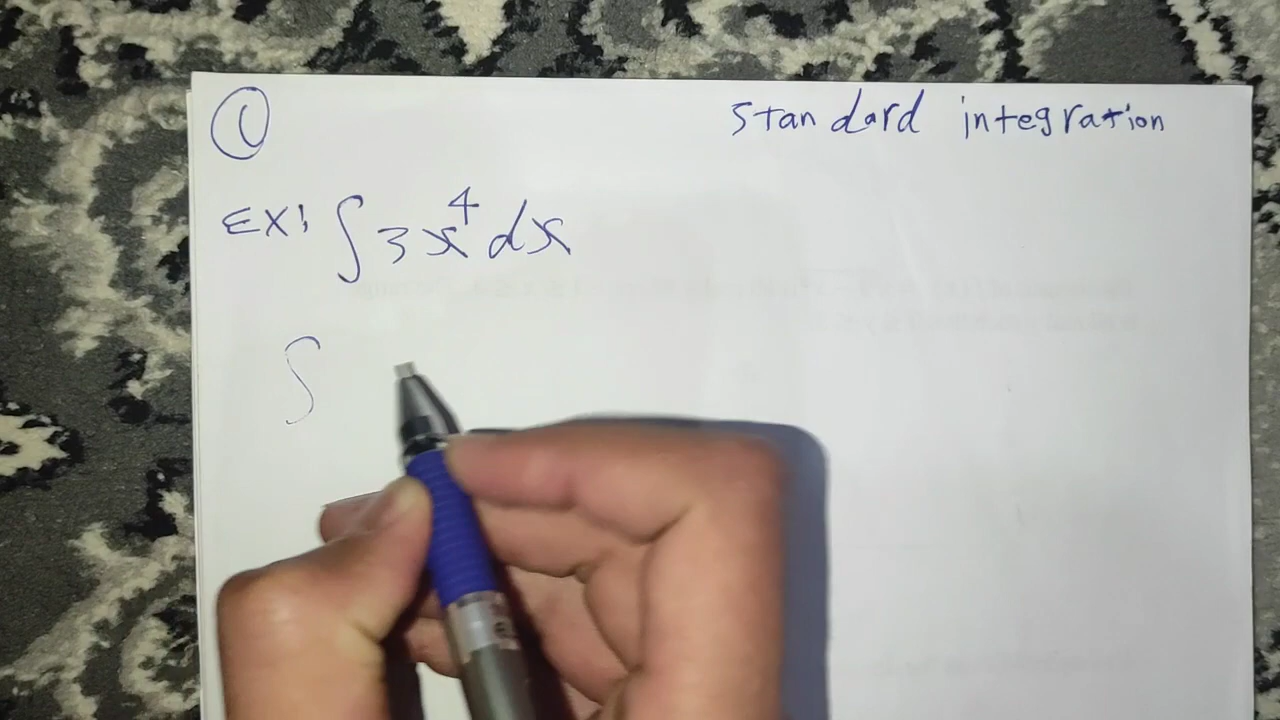 ① standard integration
EX: ∫3x⁴dx
∫